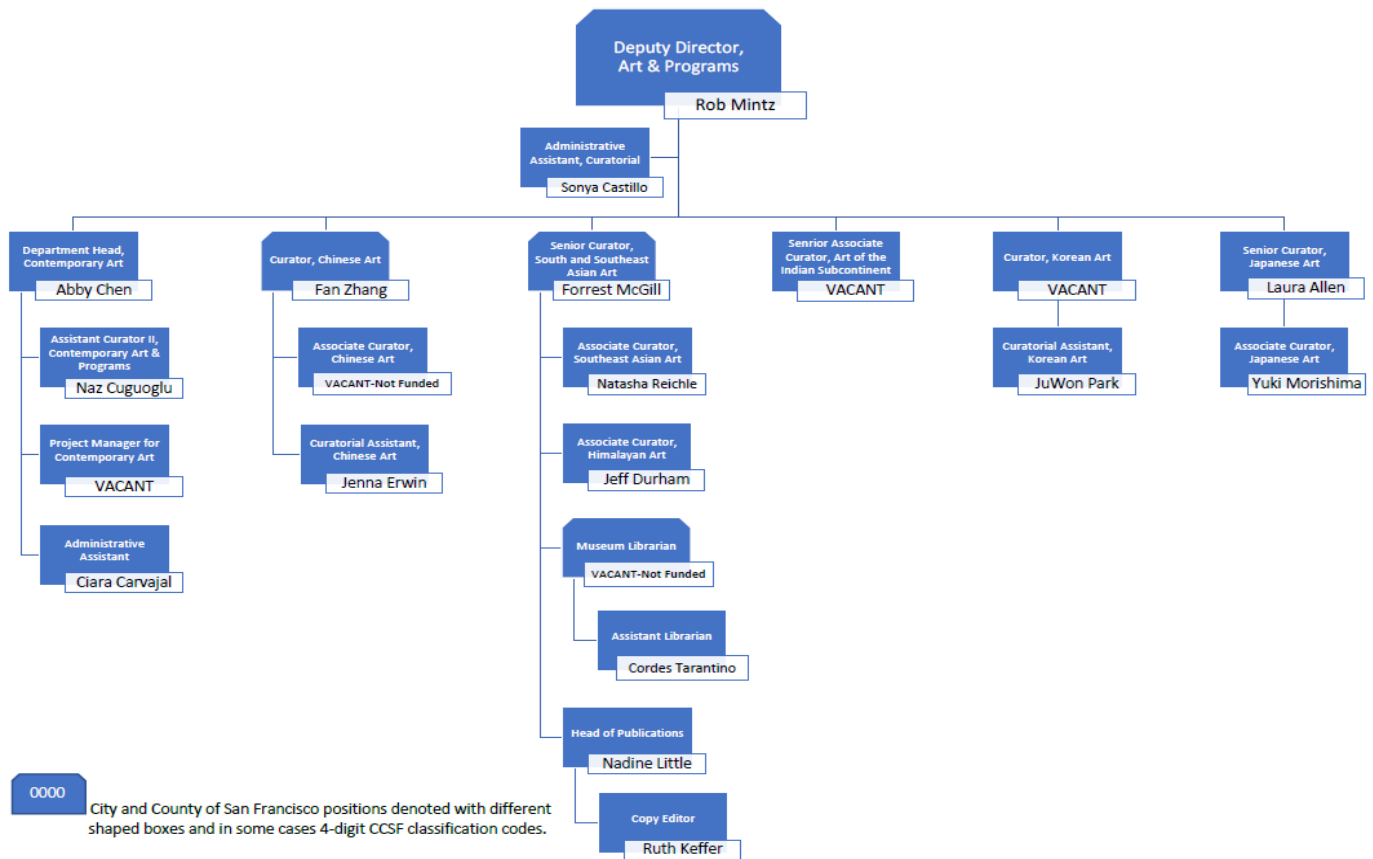 Deputy Director,
Art & Programs
Rob Mintz
Administrative
Assistant, Curatorial
Sonya Castillo
Department Head,
Contemporary Art
Abby Chen
Curator, Chinese Art
Fan Zhang
Senior Curator,
South and Southeast
Asian Art
Forrest McGill
Senrior Associate
Curator, Art of the
Indian Subcontinent
VACANT
Curator, Korean Art
VACANT
Senior Curator,
Japanese Art
Laura Allen
Assistant Curator II,
Contemporary Art &
Programs
Naz Cuguoglu
Associate Curator,
Chinese Art
VACANT-Not Funded
Associate Curator,
Southeast Asian Art
Natasha Reichle
Curatorial Assistant,
Korean Art
JuWon Park
Associate Curator,
Japanese Art
Yuki Morishima
Project Manager for
Contemporary Art
VACANT
Curatorial Assistant,
Chinese Art
Jenna Erwin
Associate Curator,
Himalayan Art
Jeff Durham
Administrative
Assistant
Ciara Carvajal
Museum Librarian
VACANT-Not Funded
Assistant Librarian
Cordes Tarantino
Head of Publications
Nadine Little
Copy Editor
Ruth Keffer
0000
City and County of San Francisco positions denoted with different
shaped boxes and in some cases 4-digit CCSF classification codes.